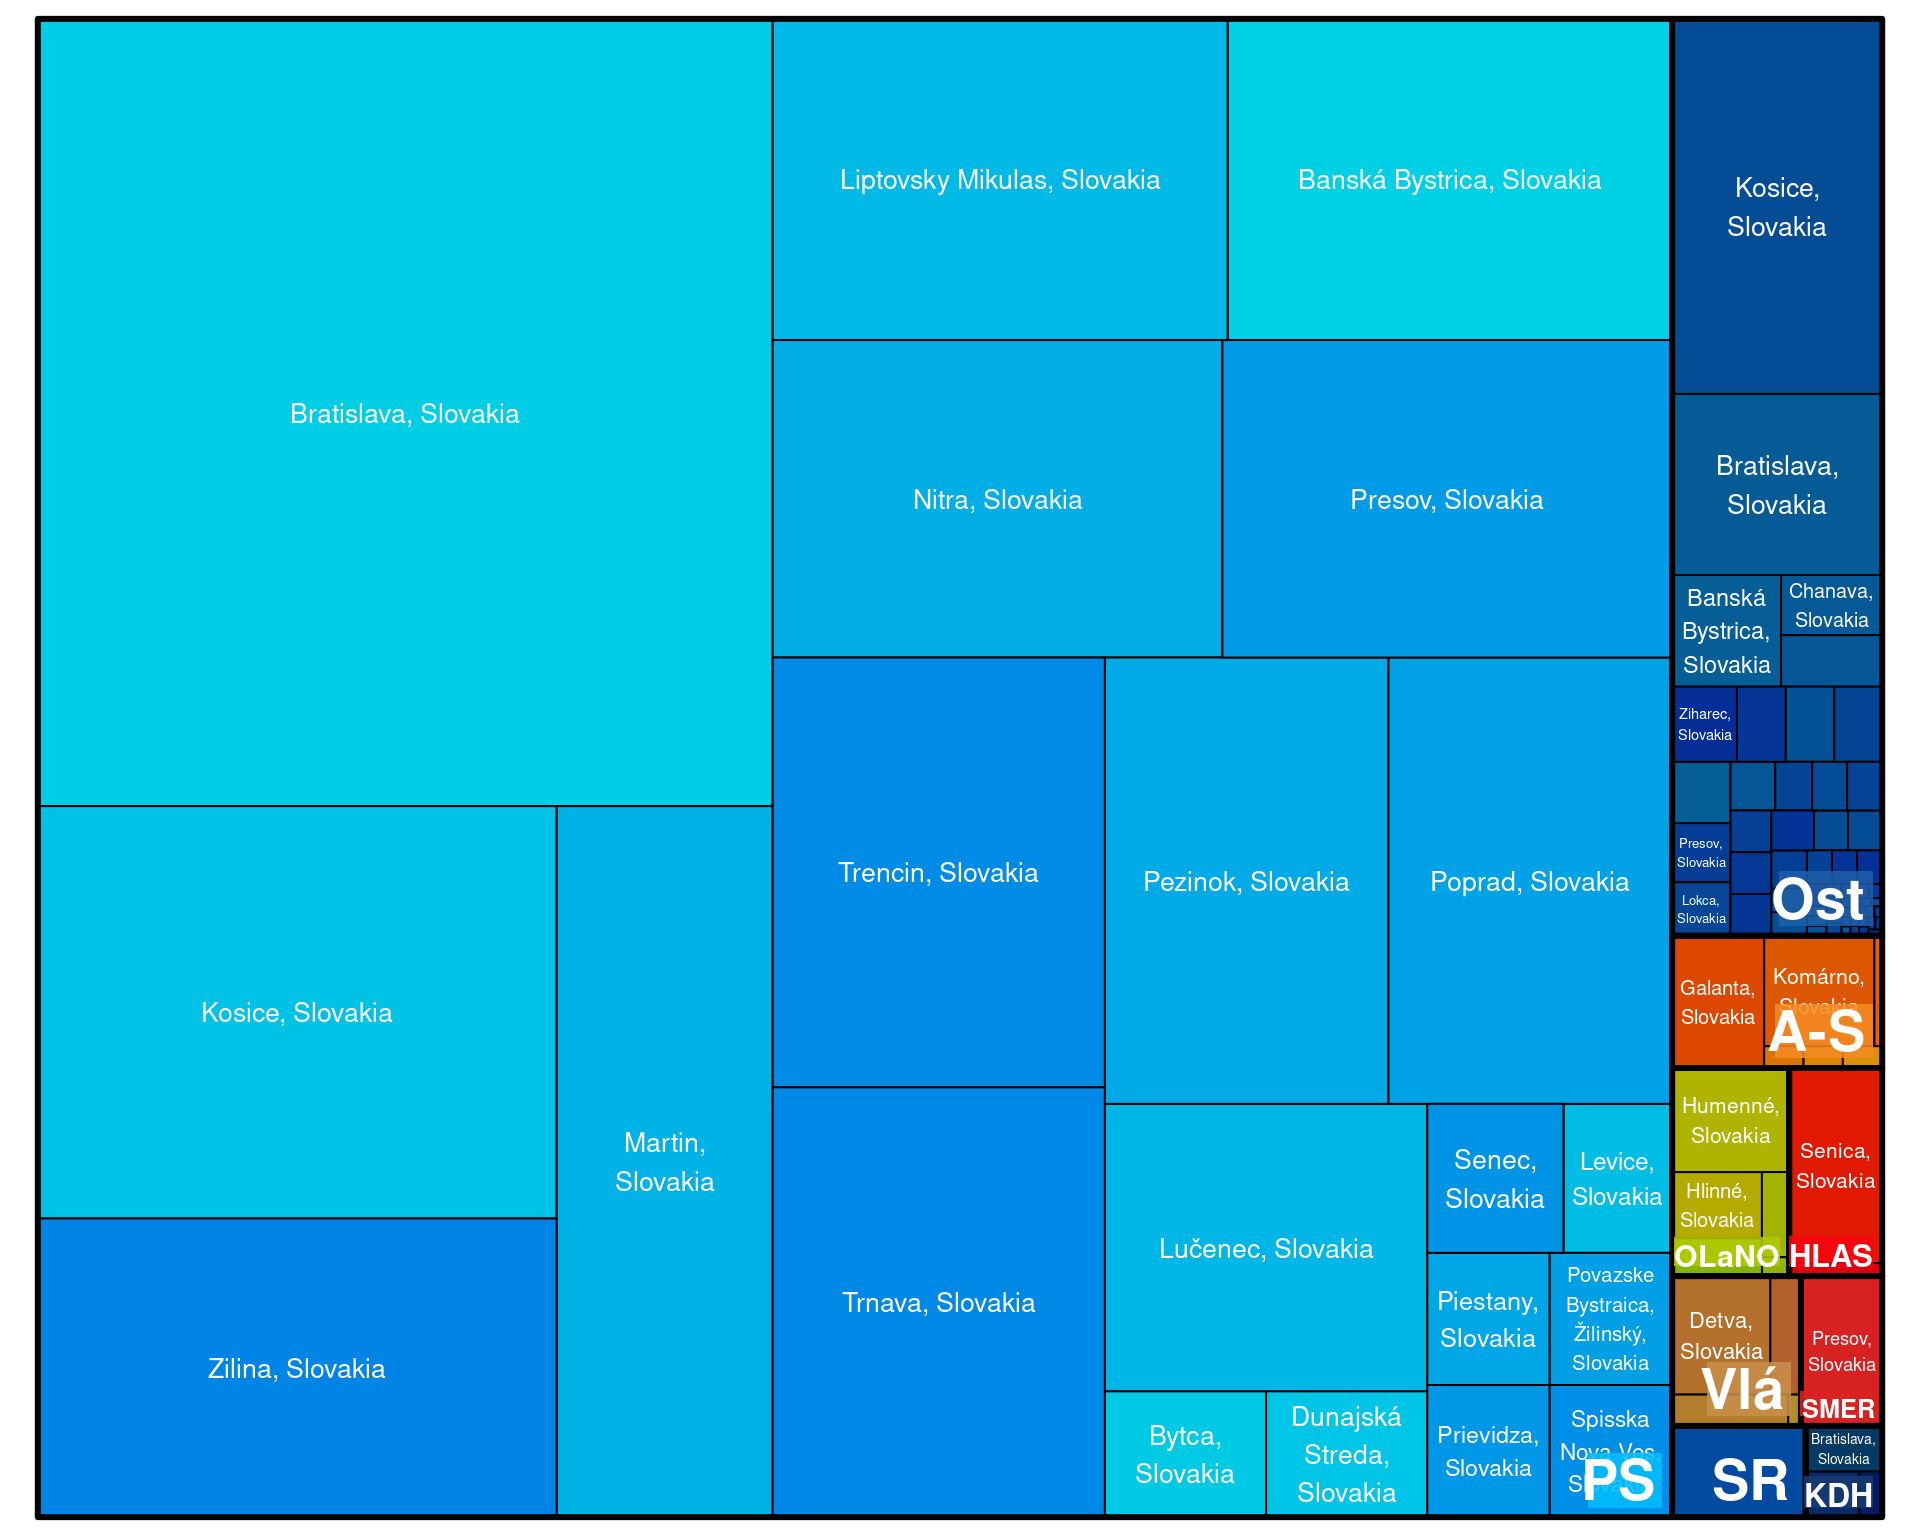 Bratislava, Slovakia
Liptovsky Mikulas, Slovakia
Banská Bystrica, Slovakia
Nitra, Slovakia
Presov, Slovakia
Kosice, Slovakia
Martin,
Slovakia
Zilina, Slovakia
Trencin, Slovakia
Pezinok, Slovakia
Poprad, Slovakia
Trnava, Slovakia
Lučenec, Slovakia
Senec,
Slovakia
Levice,
Slovakia
Piestany,
Slovakia
Povazske
Bystraica,
Žilinský,
Slovakia
Bytca,
Slovakia
Dunajská
Streda,
Slovakia
Prievidza,
Slovakia
Spisska
Nova Ves,
PS
Kosice,
Slovakia
Bratislava,
Slovakia
Banská
Bystrica,
Slovakia
Chanava,
Slovakia
Ziharec,
Slovakia
Presov,
Slovakia
Lokca,
Slovakia
Ost
Galanta,
Slovakia
Komárno,
Slovakia
A-S
Humenné,
Slovakia
Hlinné,
Slovakia
OLaNO
Senica,
Slovakia
HLAS
Detva,
Slovakia
Vlá
Presov,
Slovakia
SMER
SR
Bratislava,
Slovakia
KDH